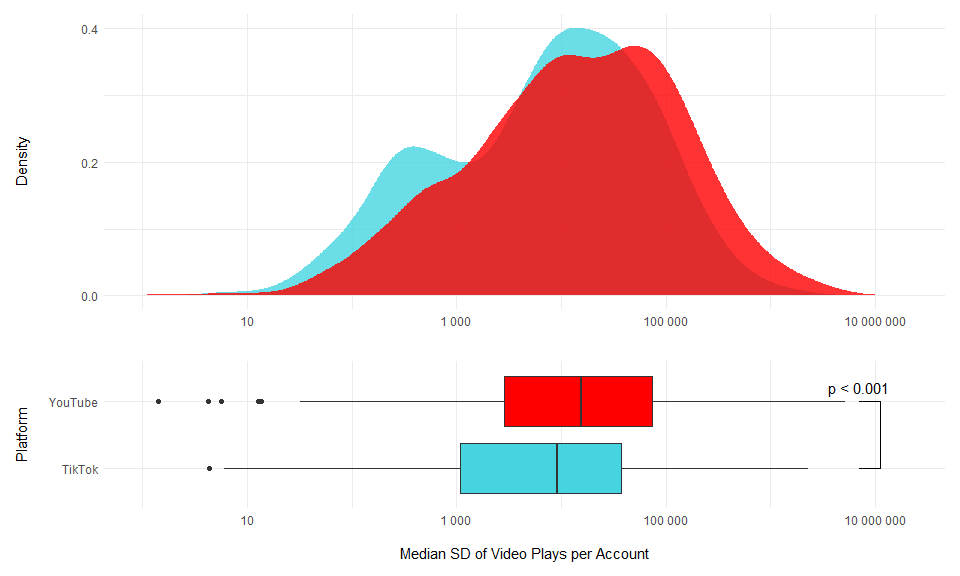 0.4
0.2
0.0
Density
10
1 000
100 000
10 000 000
p < 0.001
YouTube
TikTok
Platform
10
1 000
100 000
10 000 000
Median SD of Video Plays per Account